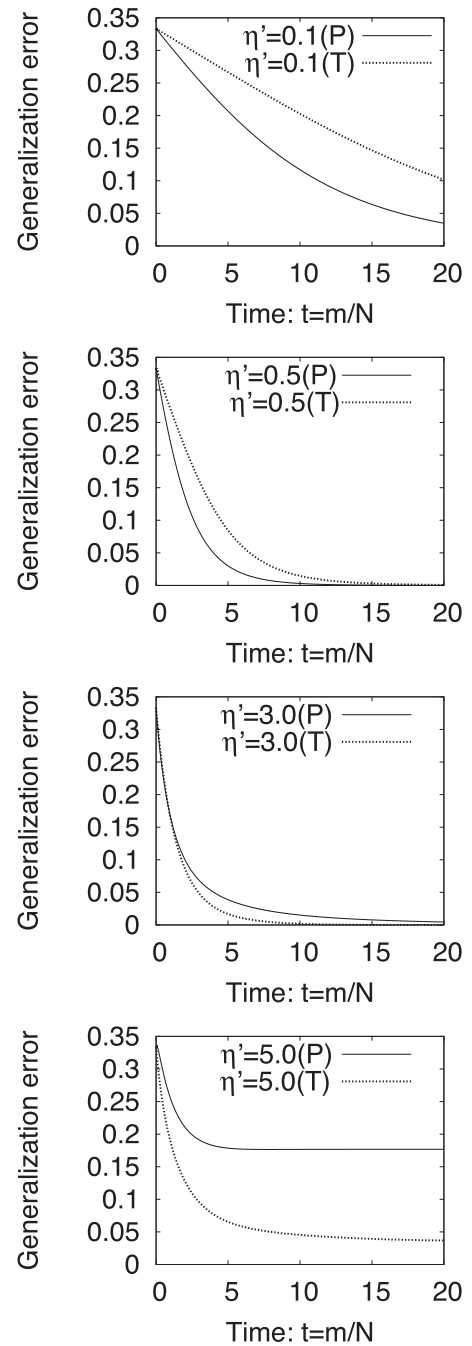 Generalization error
0.35
0.3
0.25
0.2
0.15
0.1
0.05
0
η'=0.1(P)
η'=0.1(T)
0 5 10 15 20
Time: t=m/N
Generalization error
0.35
0.3
0.25
0.2
0.15
0.1
0.05
0
η'=0.5(P)
η'=0.5(T)
0 5 10 15 20
Time: t=m/N
Generalization error
0.35
0.3
0.25
0.2
0.15
0.1
0.05
0
η'=3.0(P)
η'=3.0(T)
0 5 10 15 20
Time: t=m/N
Generalization error
0.35
0.3
0.25
0.2
0.15
0.1
0.05
0
η'=5.0(P)
η'=5.0(T)
0 5 10 15 20
Time: t=m/N